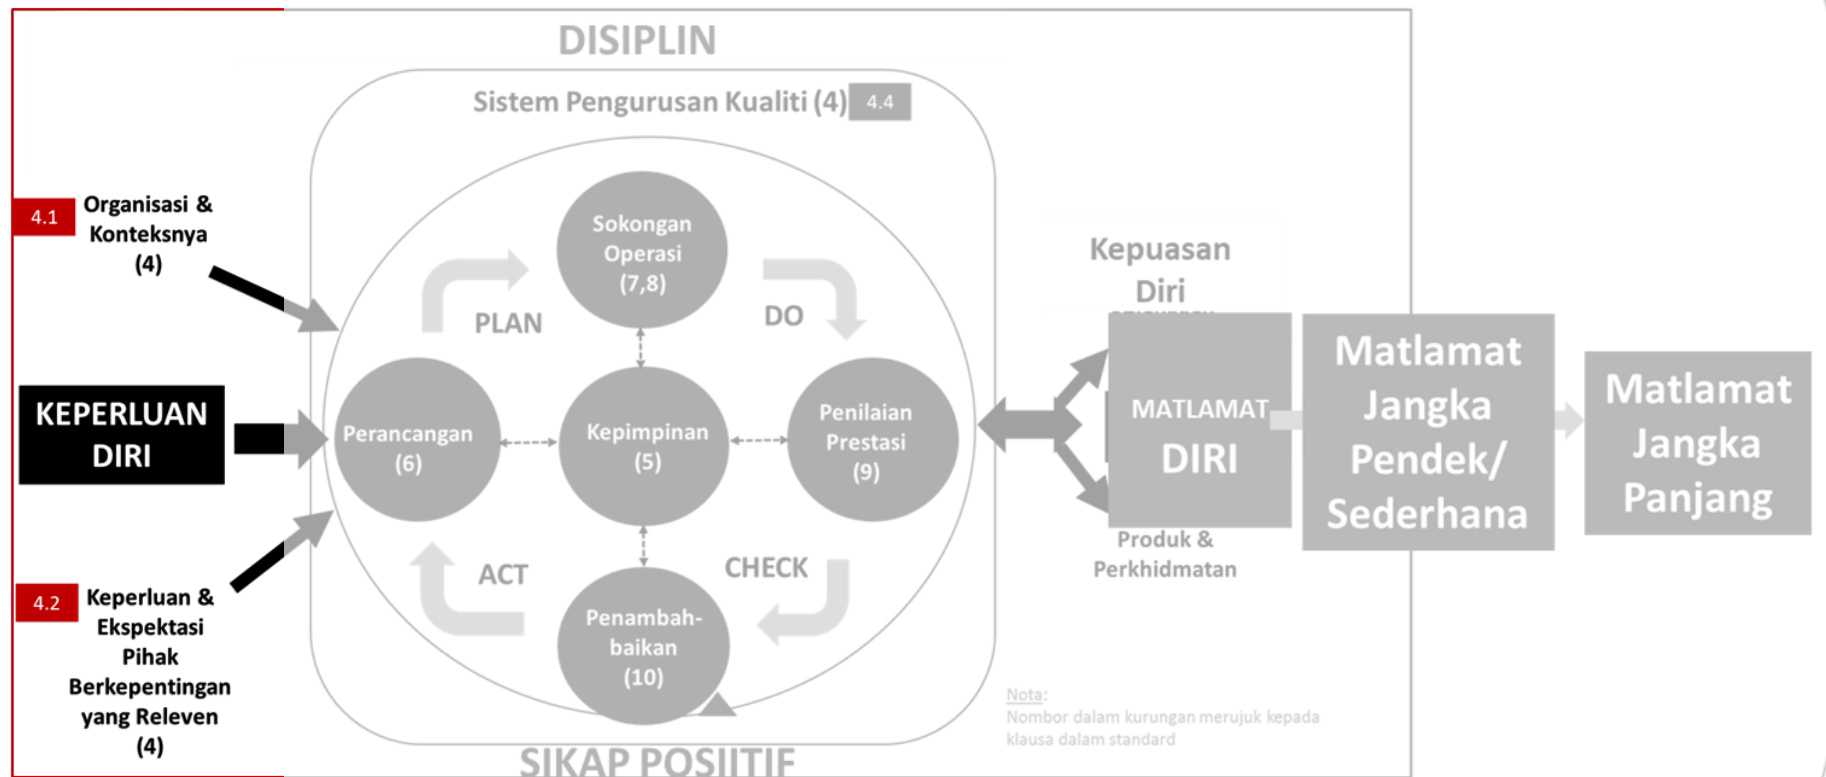 DISIPLIN
Sistem Pengurusan Kualiti (4)
4.4
4.1
Organisasi &
Konteksnya
(4)
Sokongan
Operasi
(7,8)
PLAN
DO
KEPERLUAN
DIRI
Perancangan
(6)
Kepimpinan
(5)
Penilaian
Prestasi
(9)
Kepuasan
Diri
MATLAMAT
DIRI
Matlamat
Jangka
Pendek/
Sederhana
Matlamat
Jangka
Panjang
Produk &
Perkhidmatan
ACT
CHECK
4.2
Keperluan &
Ekspektasi
Pihak
Berkepentingan
yang Releven
(4)
Penambah-
baikan
(10)
Nota:
Nombor dalam kurungan merujuk kepada
klausa dalam standard
SIKAP POSIITIF